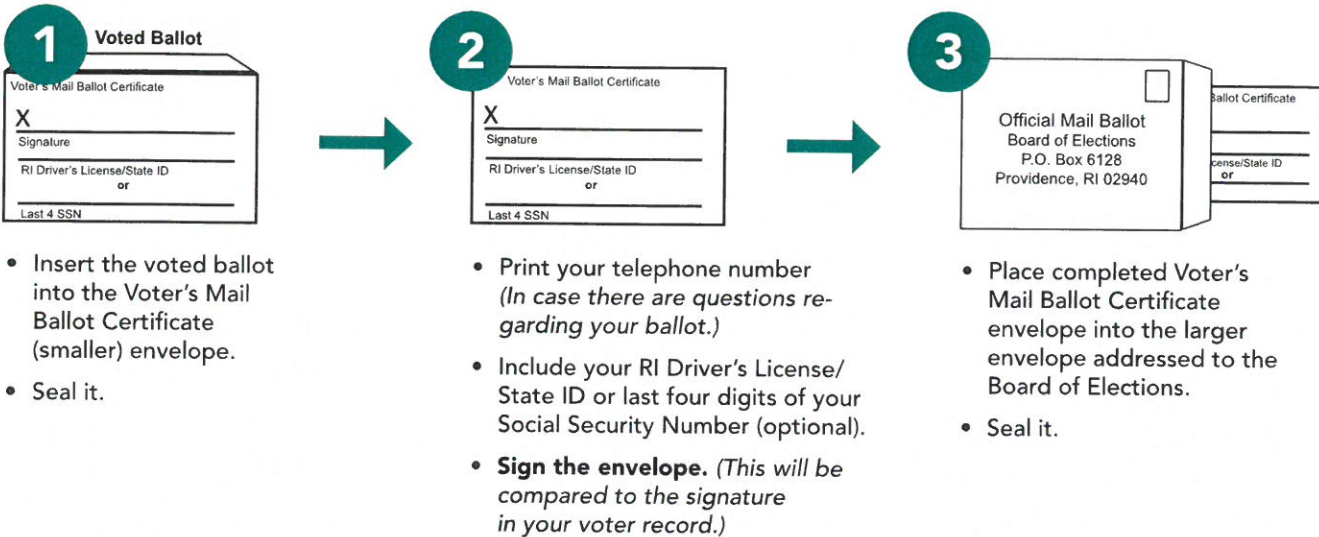 1
Voted Ballot
Voter's Mail Ballot Certificate
X
Signature
RI Driver's License/State ID
or
Last 4 SSN
• Insert the voted ballot
into the Voter's Mail
Ballot Certificate
(smaller) envelope.
• Seal it.
2
Voter's Mail Ballot Certificate
X
Signature
RI Driver's License/State ID
or
Last 4 SSN
• Print your telephone number
(In case there are questions re-
garding your ballot.)
• Include your RI Driver's License/
State ID or last four digits of your
Social Security Number (optional).
• Sign the envelope. (This will be
compared to the signature
in your voter record.)
3
Official Mail Ballot
Board of Elections
P.O. Box 6128
Providence, RI 02940
Ballot Certificate
License/State ID
or
• Place completed Voter's
Mail Ballot Certificate
envelope into the larger
envelope addressed to the
Board of Elections.
• Seal it.